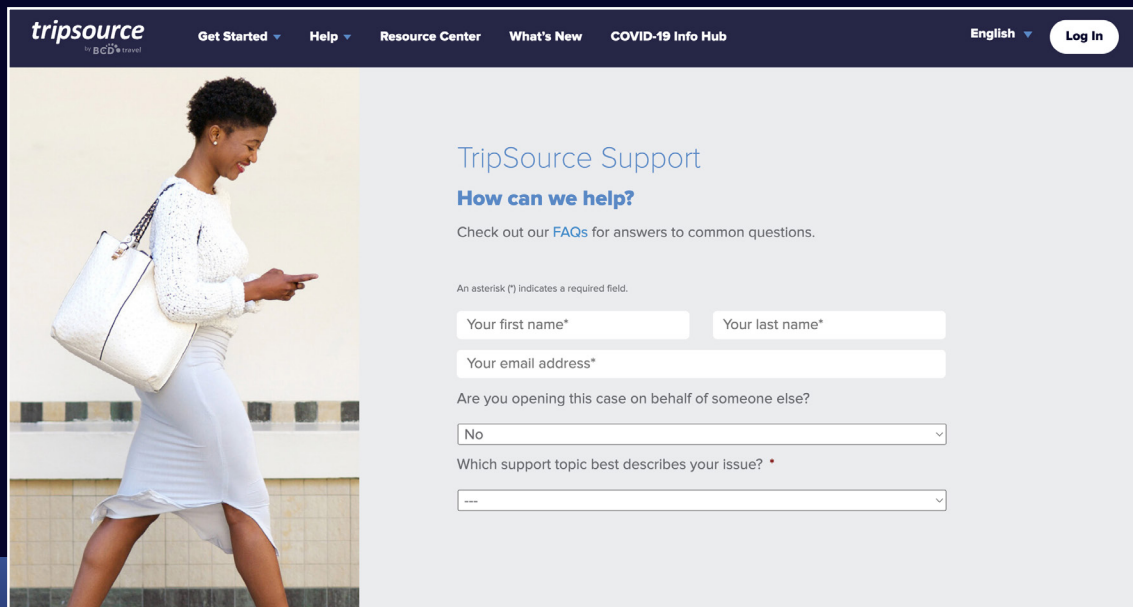 tripsource
by BCD travel
Get Started Help Resource Center What's New COVID-19 Info Hub English Log In
TripSource Support
How can we help?
Check out our FAQs for answers to common questions.
An asterisk (*) indicates a required field.
Your first name* Your last name*
Your email address*
Are you opening this case on behalf of someone else?
No
Which support topic best describes your issue? *
---